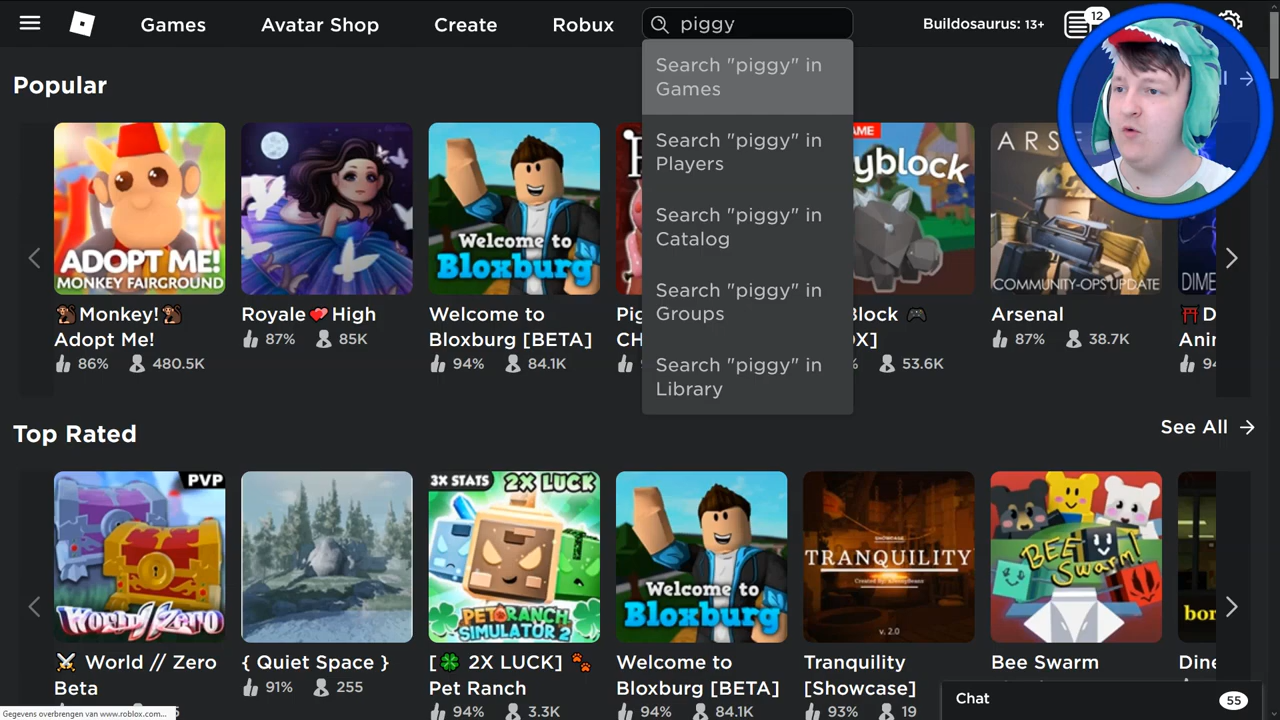 Games
Avatar Shop
Create
Robux
piggy
Buildosaurus: 13+
12
Search "piggy" in
Games
Search "piggy" in
Players
Search "piggy" in
Catalog
Search "piggy" in
Groups
Search "piggy" in
Library
Popular
ADOPT ME!
MONKEY FAIRGROUND
Welcome to
Bloxburg
yblock
COMMUNITY-OPS UPDATE
🐒Monkey!🐒
Adopt Me!
86% 480.5K
Royale💖High
87% 85K
Welcome to
Bloxburg [BETA]
94% 84.1K
Block 🎮
53.6K
Arsenal
87% 38.7K
Top Rated
See All
PVP
World // Zero
3X STATS 2X LUCK
PET RANCH
SIMULATOR 2
Welcome to
Bloxburg
TRANQUILITY
v. 2.0
BEE
Swarm!
⚔️ World // Zero
Beta
{ Quiet Space }
91% 255
[🍀 2X LUCK] 🐾
Pet Ranch
94% 3.3K
Welcome to
Bloxburg [BETA]
94% 84.1K
Tranquility
[Showcase]
93% 19
Bee Swarm
Chat
55
Gegevens overbrengen van www.roblox.com...